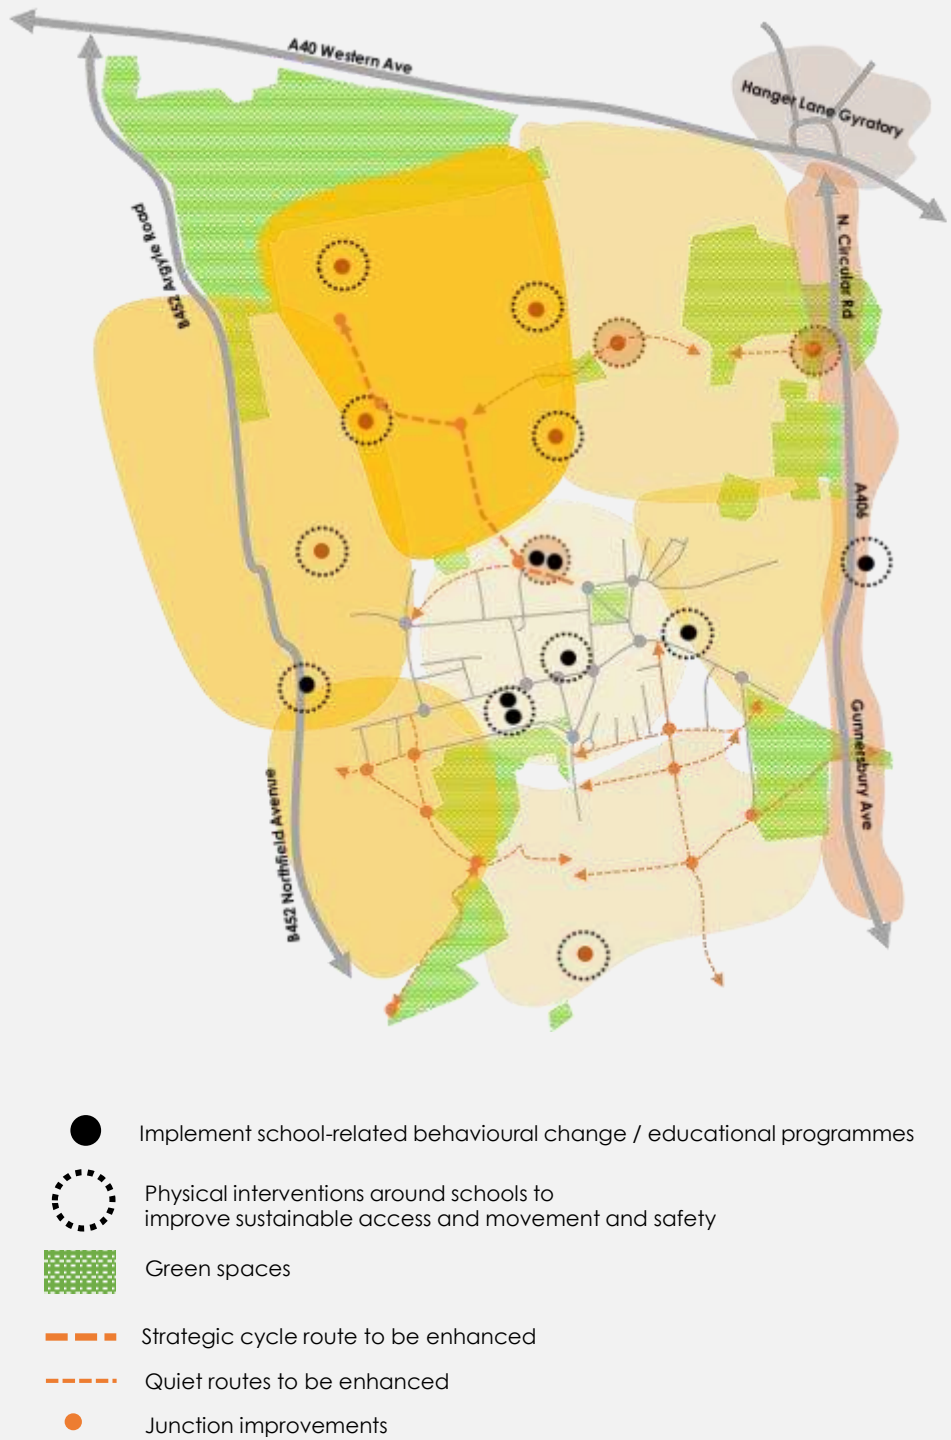 A40 Western Ave
Hanger Lane Gyratory
B452 Argyle Road
N. Circular Rd
A406
Gunnersbury Ave
B452 Northfield Avenue
Implement school-related behavioural change / educational programmes
Physical interventions around schools to
improve sustainable access and movement and safety
Green spaces
Strategic cycle route to be enhanced
Quiet routes to be enhanced
Junction improvements